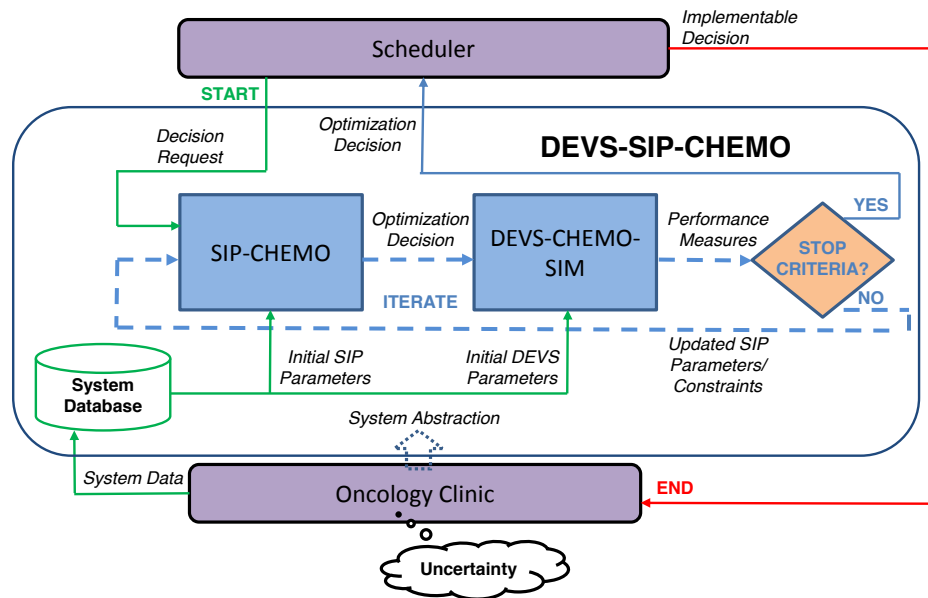 Implementable
Decision
Scheduler
START
Decision
Request
Optimization
Decision
DEVS-SIP-CHEMO
SIP-CHEMO
Optimization
Decision
DEVS-CHEMO-
SIM
Performance
Measures
YES
STOP
CRITERIA?
NO
ITERATE
Initial SIP
Parameters
Initial DEVS
Parameters
Updated SIP
Parameters/
Constraints
System
Database
System Abstraction
System Data
Oncology Clinic
END
Uncertainty